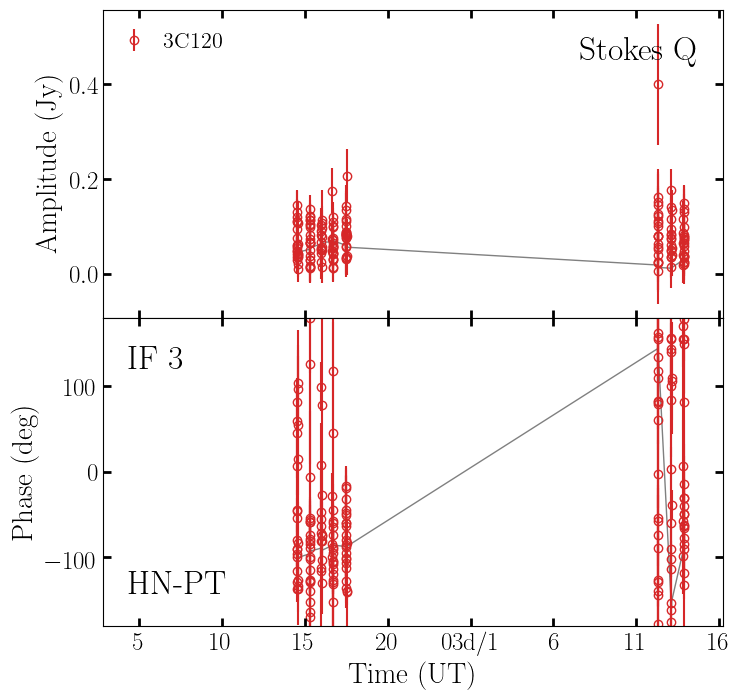 3C120
Stokes Q
Amplitude (Jy)
0.4
0.2
0.0
IF 3
HN-PT
Phase (deg)
100
0
−100
5 10 15 20 03d/1 6 11 16
Time (UT)